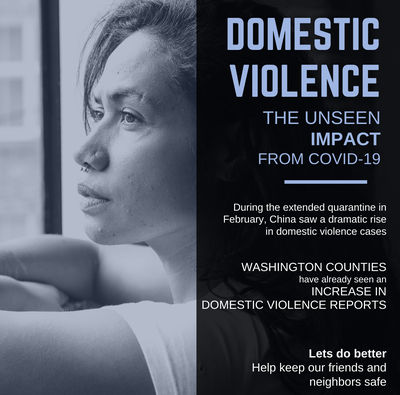 DOMESTIC
VIOLENCE
THE UNSEEN
IMPACT
FROM COVID-19
During the extended quarantine in
February, China saw a dramatic rise
in domestic violence cases
WASHINGTON COUNTIES
have already seen an
INCREASE IN
DOMESTIC VIOLENCE REPORTS
Lets do better
Help keep our friends and
neighbors safe